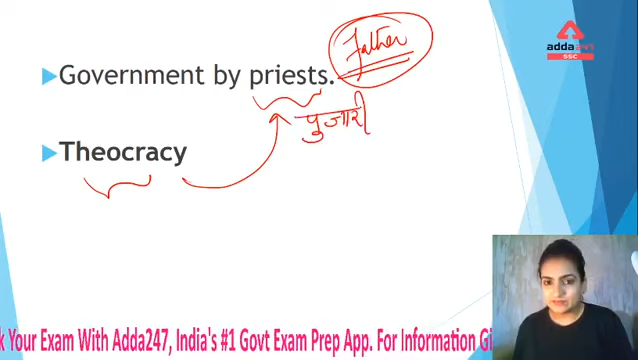 Father
adda247
SSC
Government by priests.
पुजारी
Theocracy
k Your Exam With Adda247, India's #1 Govt Exam Prep App. For Information Gi